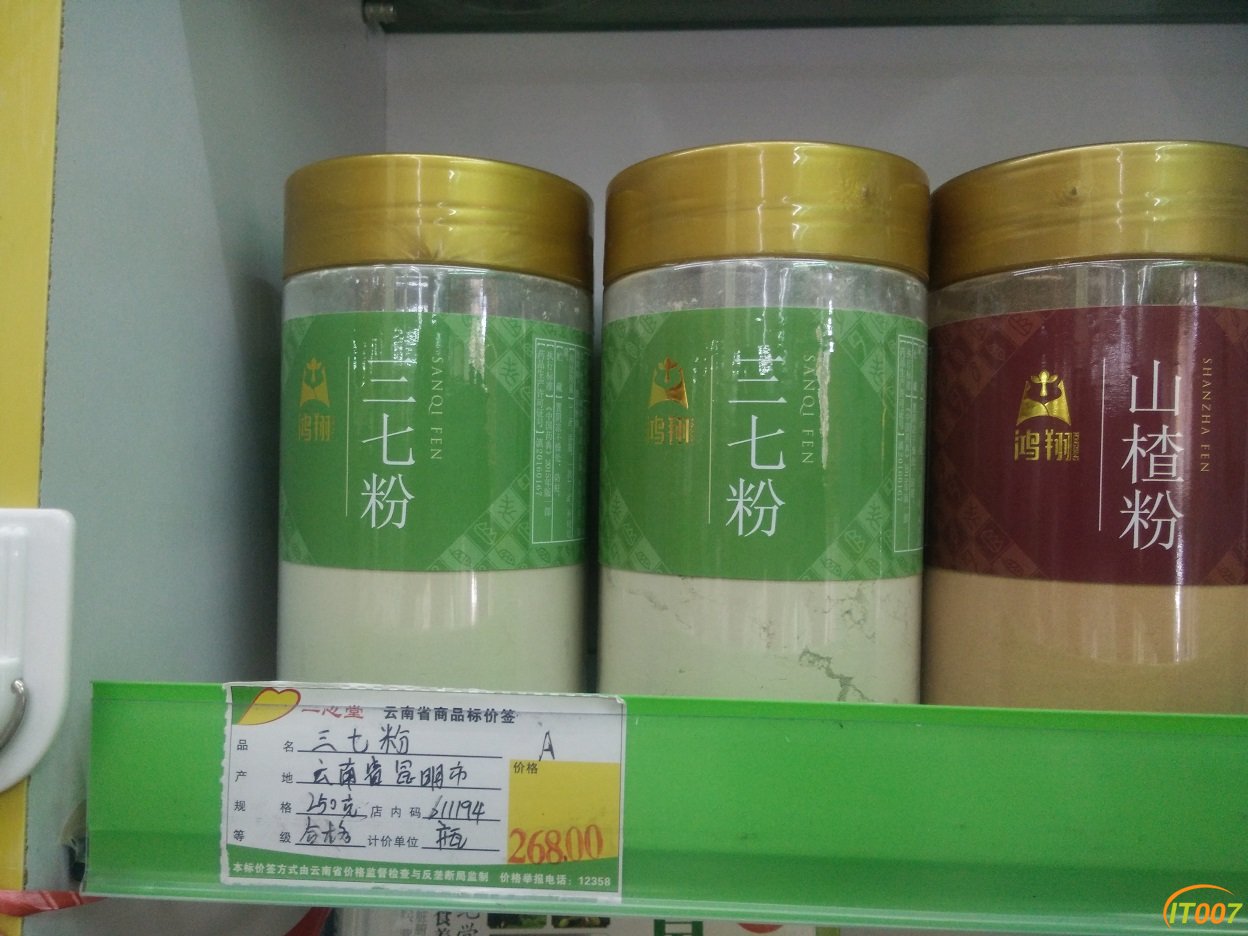 三七粉
SANQI FEN
鸿翔
三七粉
SANQI FEN
鸿翔
山楂粉
SHANZHA FEN
鸿翔
一心堂 云南省商品标价签
品名 三七粉 A
产地 云南省昆明市
价格
规格 250克 店内码 611194
等级 合格 计价单位 瓶
268.00
本标价签方式由云南省价格监督检查与反垄断局监制 价格举报电话：12358
IT007